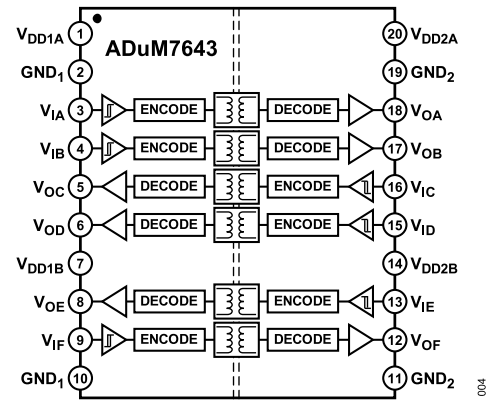 ADuM7643
VDD1A 1 20 VDD2A
GND1 2 19 GND2
VIA 3 ENCODE DECODE 18 VOA
VIB 4 ENCODE DECODE 17 VOB
VOC 5 DECODE ENCODE 16 VIC
VOD 6 DECODE ENCODE 15 VID
VDD1B 7 14 VDD2B
VOE 8 DECODE ENCODE 13 VIE
VIF 9 ENCODE DECODE 12 VOF
GND1 10 11 GND2
004